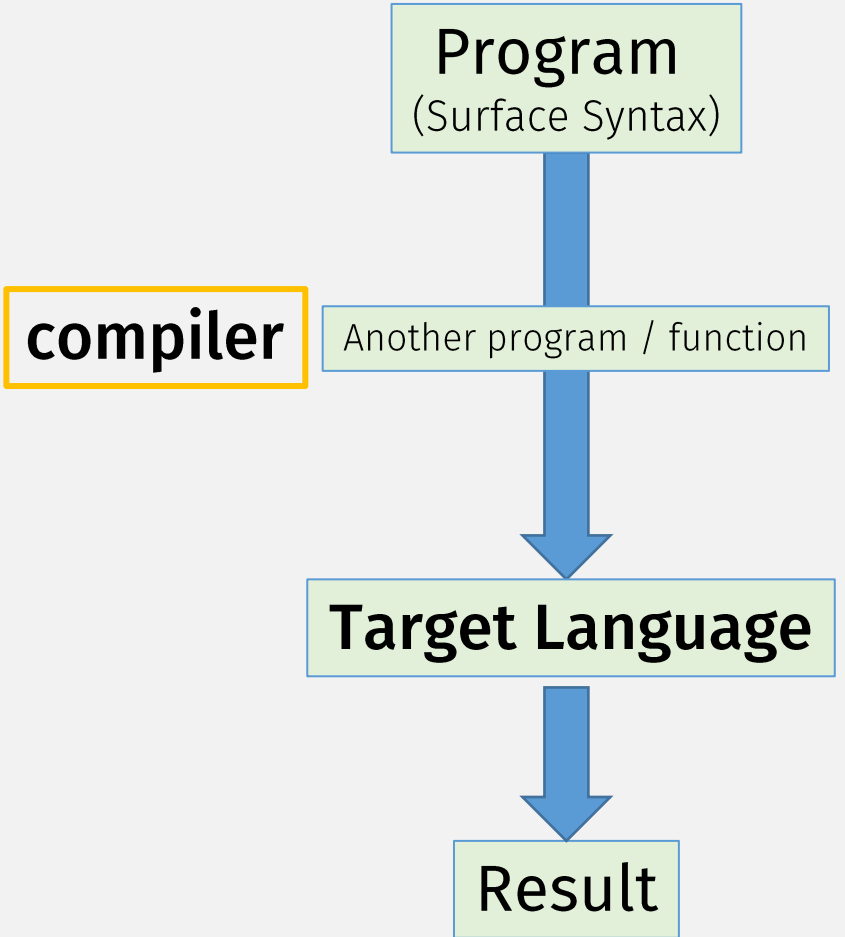 Program
(Surface Syntax)
compiler
Another program / function
Target Language
Result